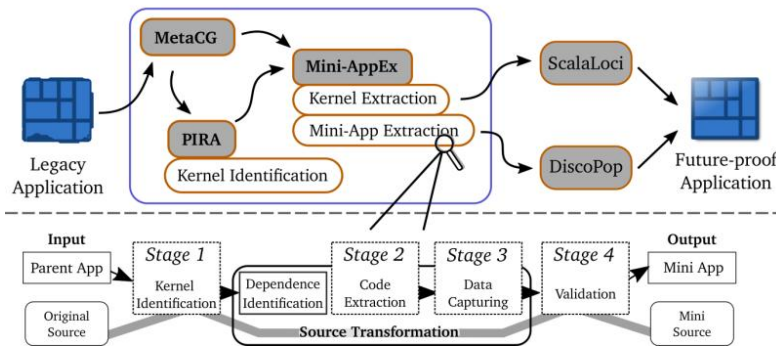 MetaCG
Mini-AppEx
Kernel Extraction
Mini-App Extraction
PIRA
Kernel Identification
Legacy
Application
ScalaLoci
DiscoPop
Future-proof
Application
Input
Parent App
Original
Source
Stage 1
Kernel
Identification
Dependence
Identification
Stage 2
Code
Extraction
Stage 3
Data
Capturing
Source Transformation
Stage 4
Validation
Output
Mini App
Mini
Source